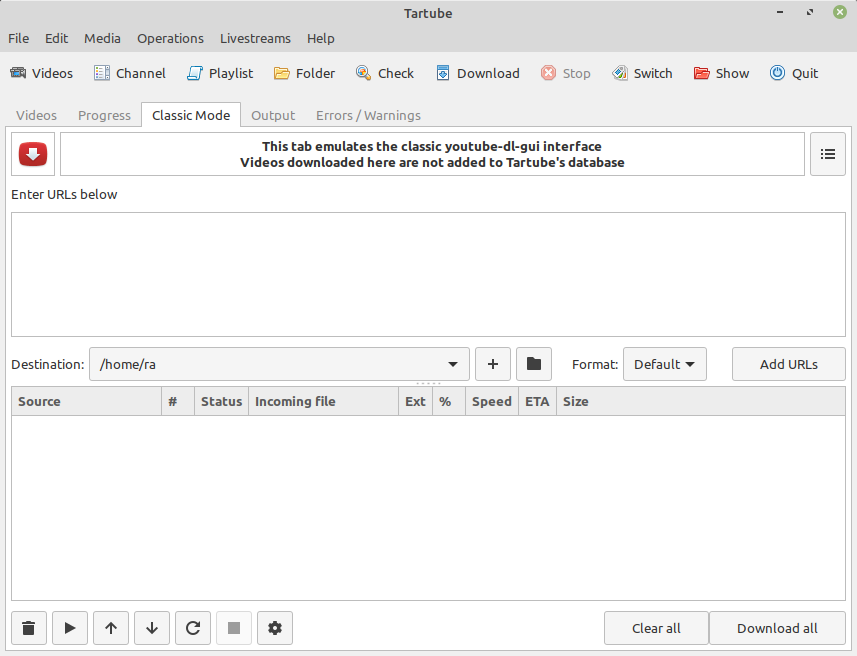 Tartube
File Edit Media Operations Livestreams Help
Videos Channel Playlist Folder Check Download Stop Switch Show Quit
Videos Progress Classic Mode Output Errors / Warnings
This tab emulates the classic youtube-dl-gui interface
Videos downloaded here are not added to Tartube's database
Enter URLs below
Destination: /home/ra Format: Default Add URLs
Source # Status Incoming file Ext % Speed ETA Size
Clear all Download all